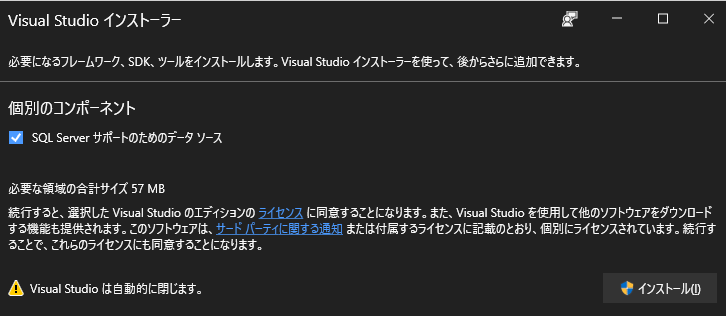 Visual Studio インストーラー
必要になるフレームワーク、SDK、ツールをインストールします。Visual Studio インストーラーを使って、後からさらに追加できます。
個別のコンポーネント
SQL Server サポートのためのデータ ソース
必要な領域の合計サイズ 57 MB
続行すると、選択した Visual Studio のエディションの ライセンス に同意することになります。また、Visual Studio を使用して他のソフトウェアをダウンロード
する機能も提供されます。このソフトウェアは、サード パーティに関する通知 または付属するライセンスに記載のとおり、個別にライセンスされています。続行す
ることで、これらのライセンスにも同意することになります。
Visual Studio は自動的に閉じます。
インストール(I)